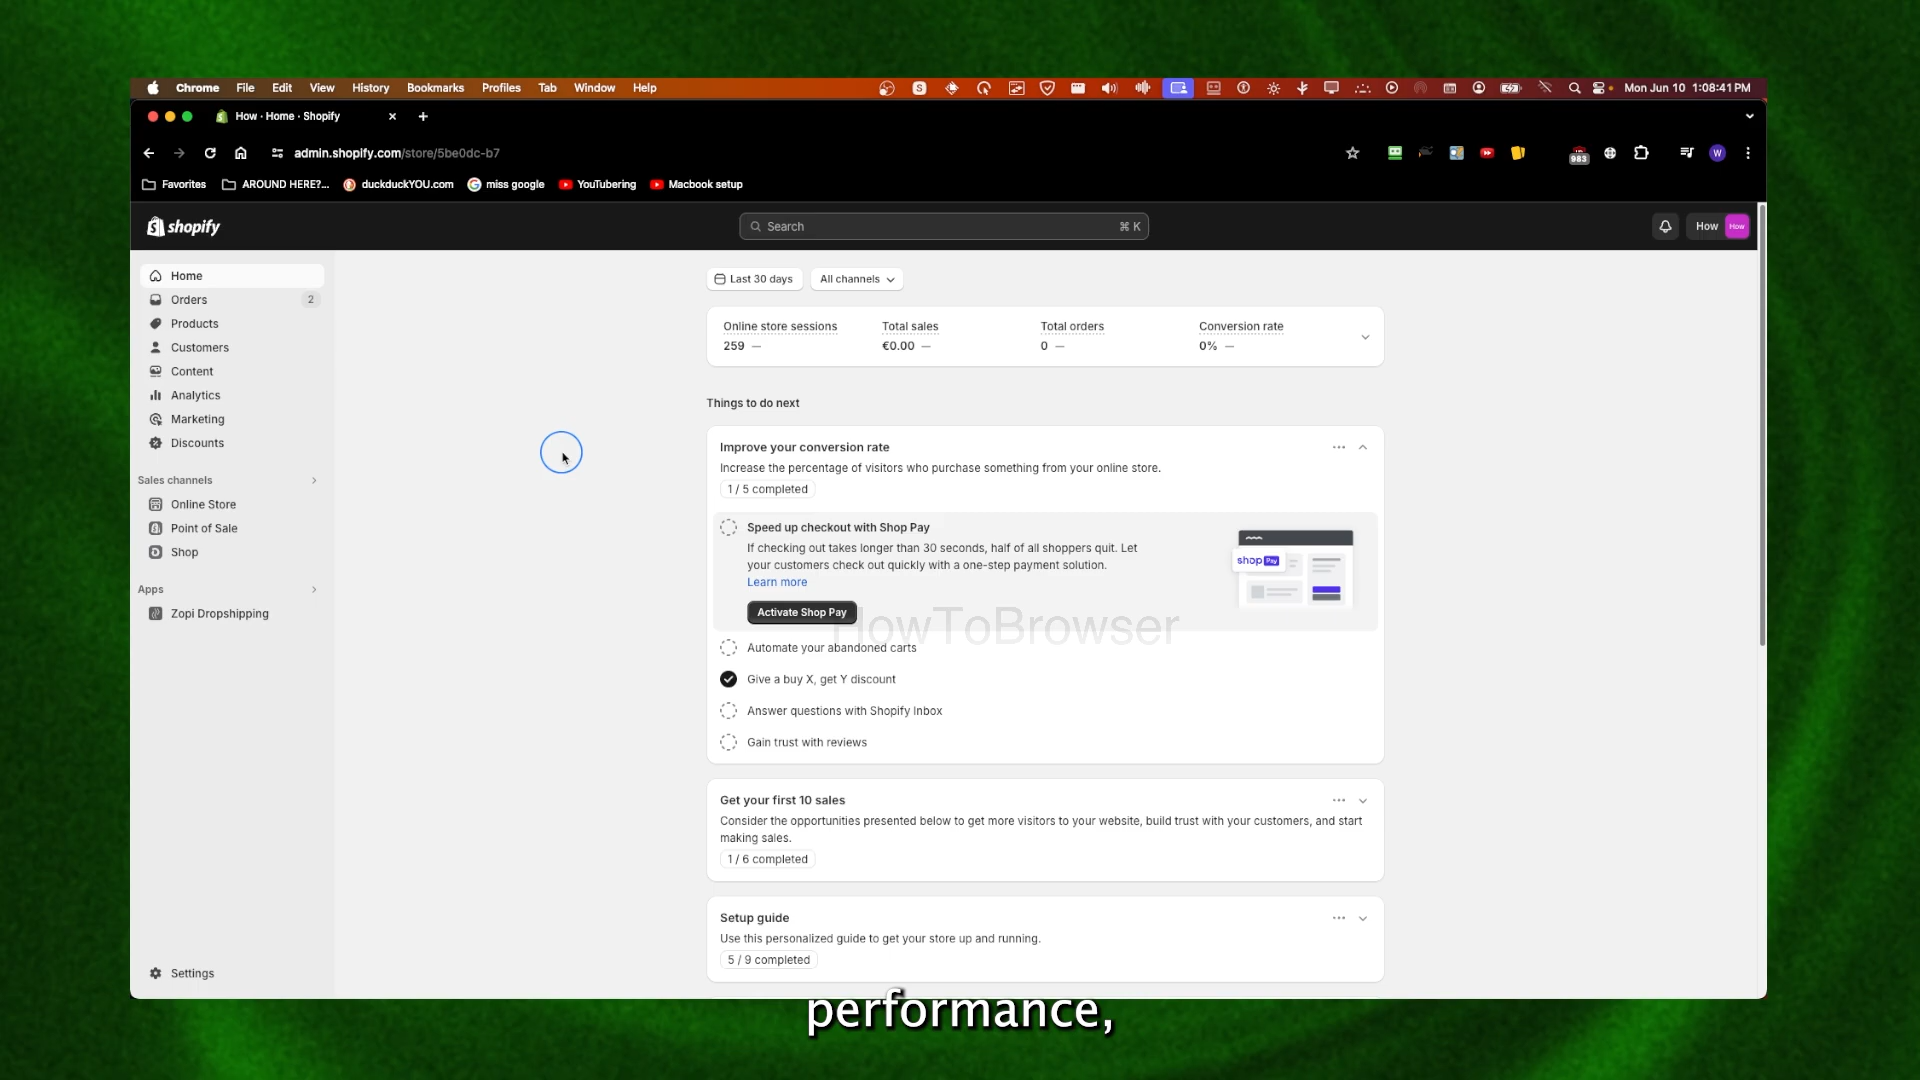 Chrome File Edit View History Bookmarks Profiles Tab Window Help Mon Jun 10 1:08:41 PM
How · Home · Shopify
admin.shopify.com/store/5be0dc-b7
983
W
Favorites AROUND HERE?... duckduckYOU.com miss google YouTubering Macbook setup
shopify
Search ⌘ K
How How
Home
Orders 2
Products
Customers
Content
Analytics
Marketing
Discounts
Sales channels
Online Store
Point of Sale
Shop
Apps
Zopi Dropshipping
Settings
Last 30 days All channels
Online store sessions Total sales Total orders Conversion rate
259 — €0.00 — 0 — 0% —
Things to do next
Improve your conversion rate
Increase the percentage of visitors who purchase something from your online store.
1 / 5 completed
Speed up checkout with Shop Pay
If checking out takes longer than 30 seconds, half of all shoppers quit. Let
your customers check out quickly with a one-step payment solution.
Learn more
shop Pay
Activate Shop Pay
HowToBrowser
Automate your abandoned carts
Give a buy X, get Y discount
Answer questions with Shopify Inbox
Gain trust with reviews
Get your first 10 sales
Consider the opportunities presented below to get more visitors to your website, build trust with your customers, and start
making sales.
1 / 6 completed
Setup guide
Use this personalized guide to get your store up and running.
5 / 9 completed
performance,